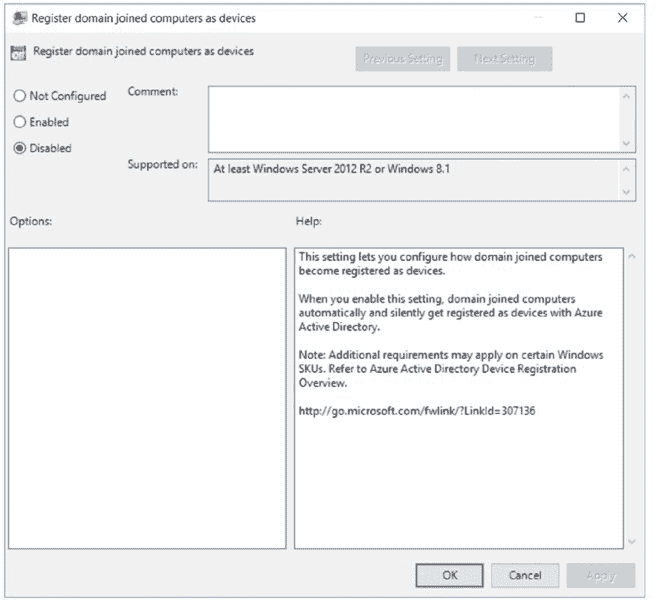 Register domain joined computers as devices
Register domain joined computers as devices
Previous Setting
Next Setting
Not Configured
Enabled
Disabled
Comment:
Supported on:
At least Windows Server 2012 R2 or Windows 8.1
Options:
Help:
This setting lets you configure how domain joined computers
become registered as devices.
When you enable this setting, domain joined computers
automatically and silently get registered as devices with Azure
Active Directory.
Note: Additional requirements may apply on certain Windows
SKUs. Refer to Azure Active Directory Device Registration
Overview.
http://go.microsoft.com/fwlink/?LinkId=307136
OK
Cancel
Apply